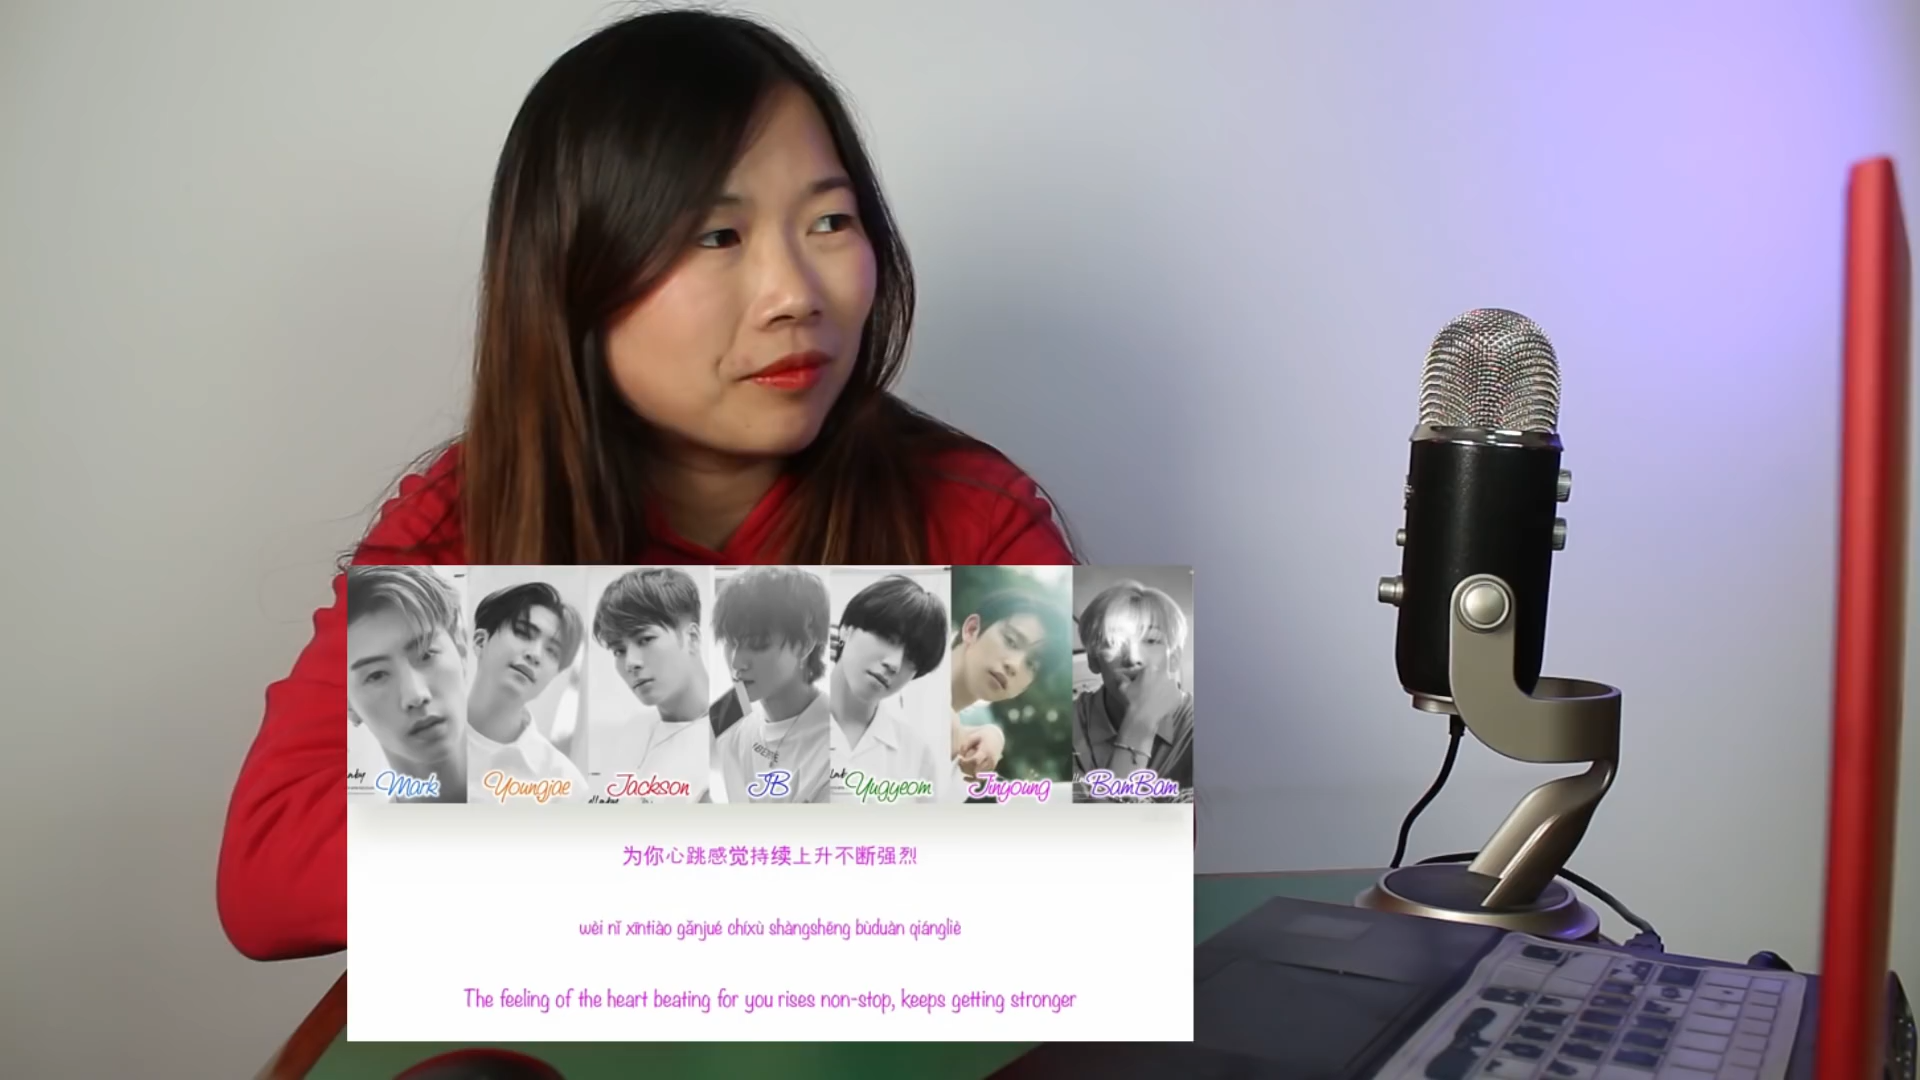 Mark Youngjae Jackson JB Yugyeom Jinyoung BamBam
为你心跳感觉持续上升不断强烈
wèi nǐ xīntiào gǎnjué chíxù shàngshēng bùduàn qiángliè
The feeling of the heart beating for you rises non-stop, keeps getting stronger